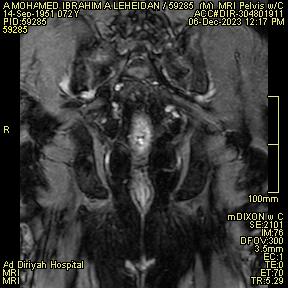 A MOHAMED IBRAHIM A LEHEIDAN / 59285 (M) MRI Pelvis w/C
14-Sep-1951 072Y ACC#DIR-304801911
PID:59285 06-Dec-2023 12:17 PM
59285
R
100mm
mDIXON w C
SE:2101
IM:76
DFOV:300
3.5mm
Ad Diriyah Hospital EC:1
MRI TE:0
MRI ET:70
MRI TR:5.29